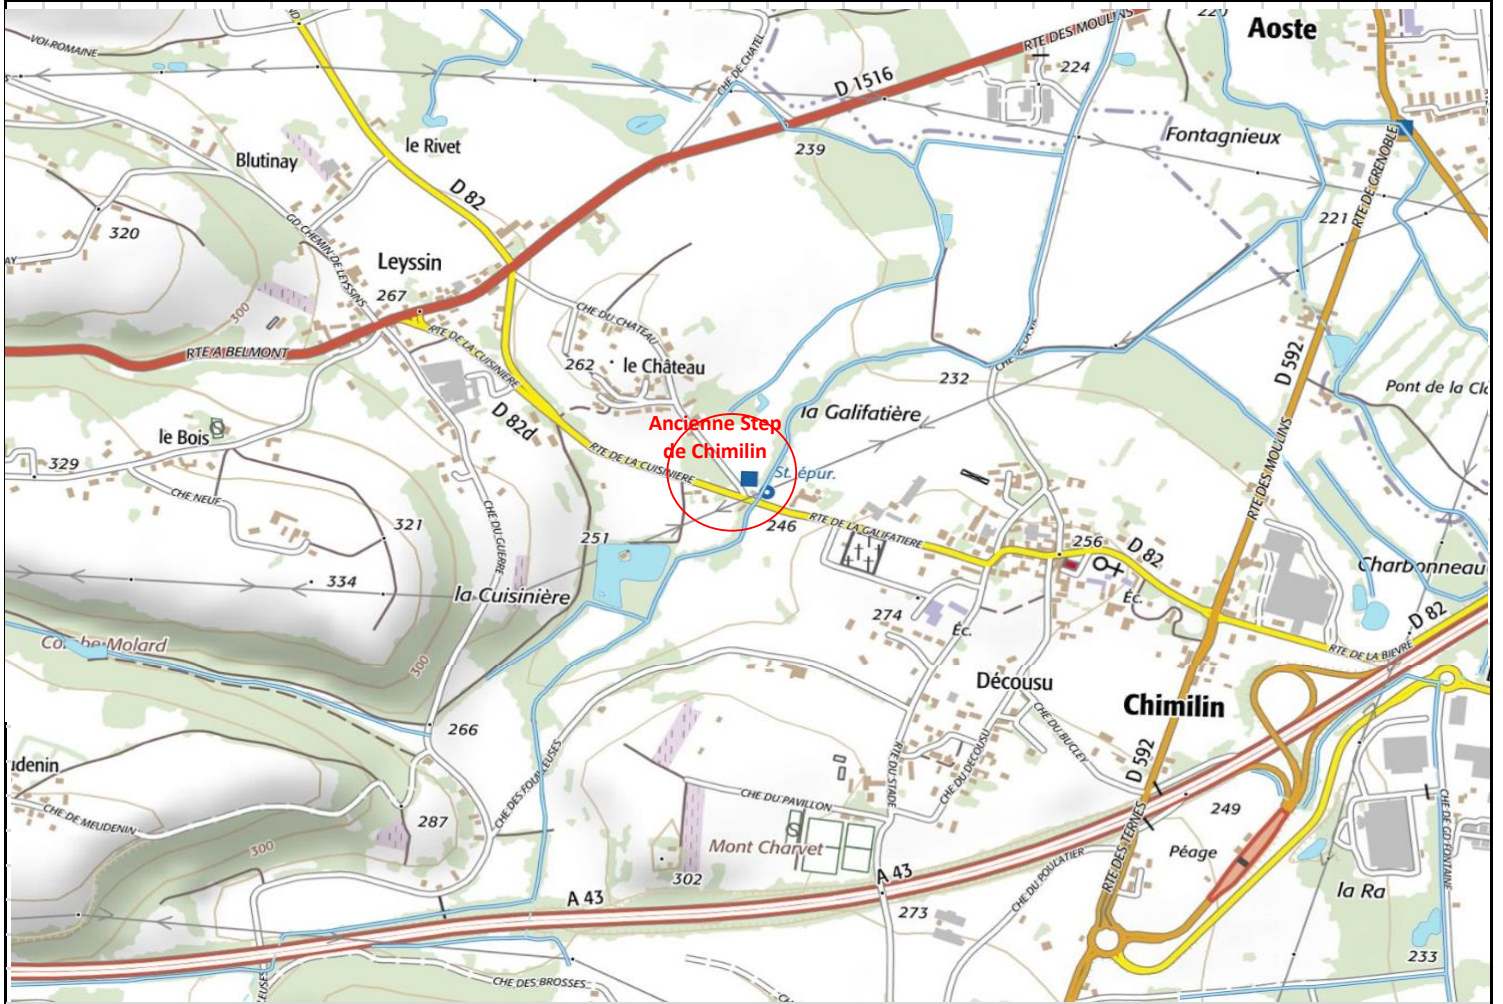 220
Aoste
VOI ROMAINE
RTE DES MOULINS
224
CHE DE CHATEL
D 1516
le Rivet
239
Fontagnieux
Blutinay
D 82
RTE DE GRENOBLE
320
GD CHEMIN DE LEYSSINS
221
Leyssin
267
300
CHE DU CHATEAU
RTE DE LA CUISINIERE
RTE A BELMONT
262
le Château
232
D 592
Pont de la Clo
D 82d
la Galifatière
Ancienne Step
de Chimilin
le Bois
329
RTE DE LA CUISINIERE
St. épur.
RTE DES MOULINS
CHE NEUF
321
CHE DU GUERRE
246
RTE DE LA GALIFATIERE
251
256
D 82
Charbonneau
334
la Cuisinière
Éc.
274
Éc.
D 82
Combe Molard
300
RTE DE LA BIEVRE
Décousu
Chimilin
266
CHE DU BUCLEY
udenin
CHE DES FOUILLEUSES
RTE DU STADE
CHE DU DECOUSU
D 592
CHE DE MEUDENIN
287
CHE DU PAVILLON
249
CHE DE GD FONTAINE
300
Mont Charvet
Péage
302
A 43
A 43
CHE DU POULATIER
RTE DES TERNES
la Ra
273
233
LEUSES
CHE DES BROSSES